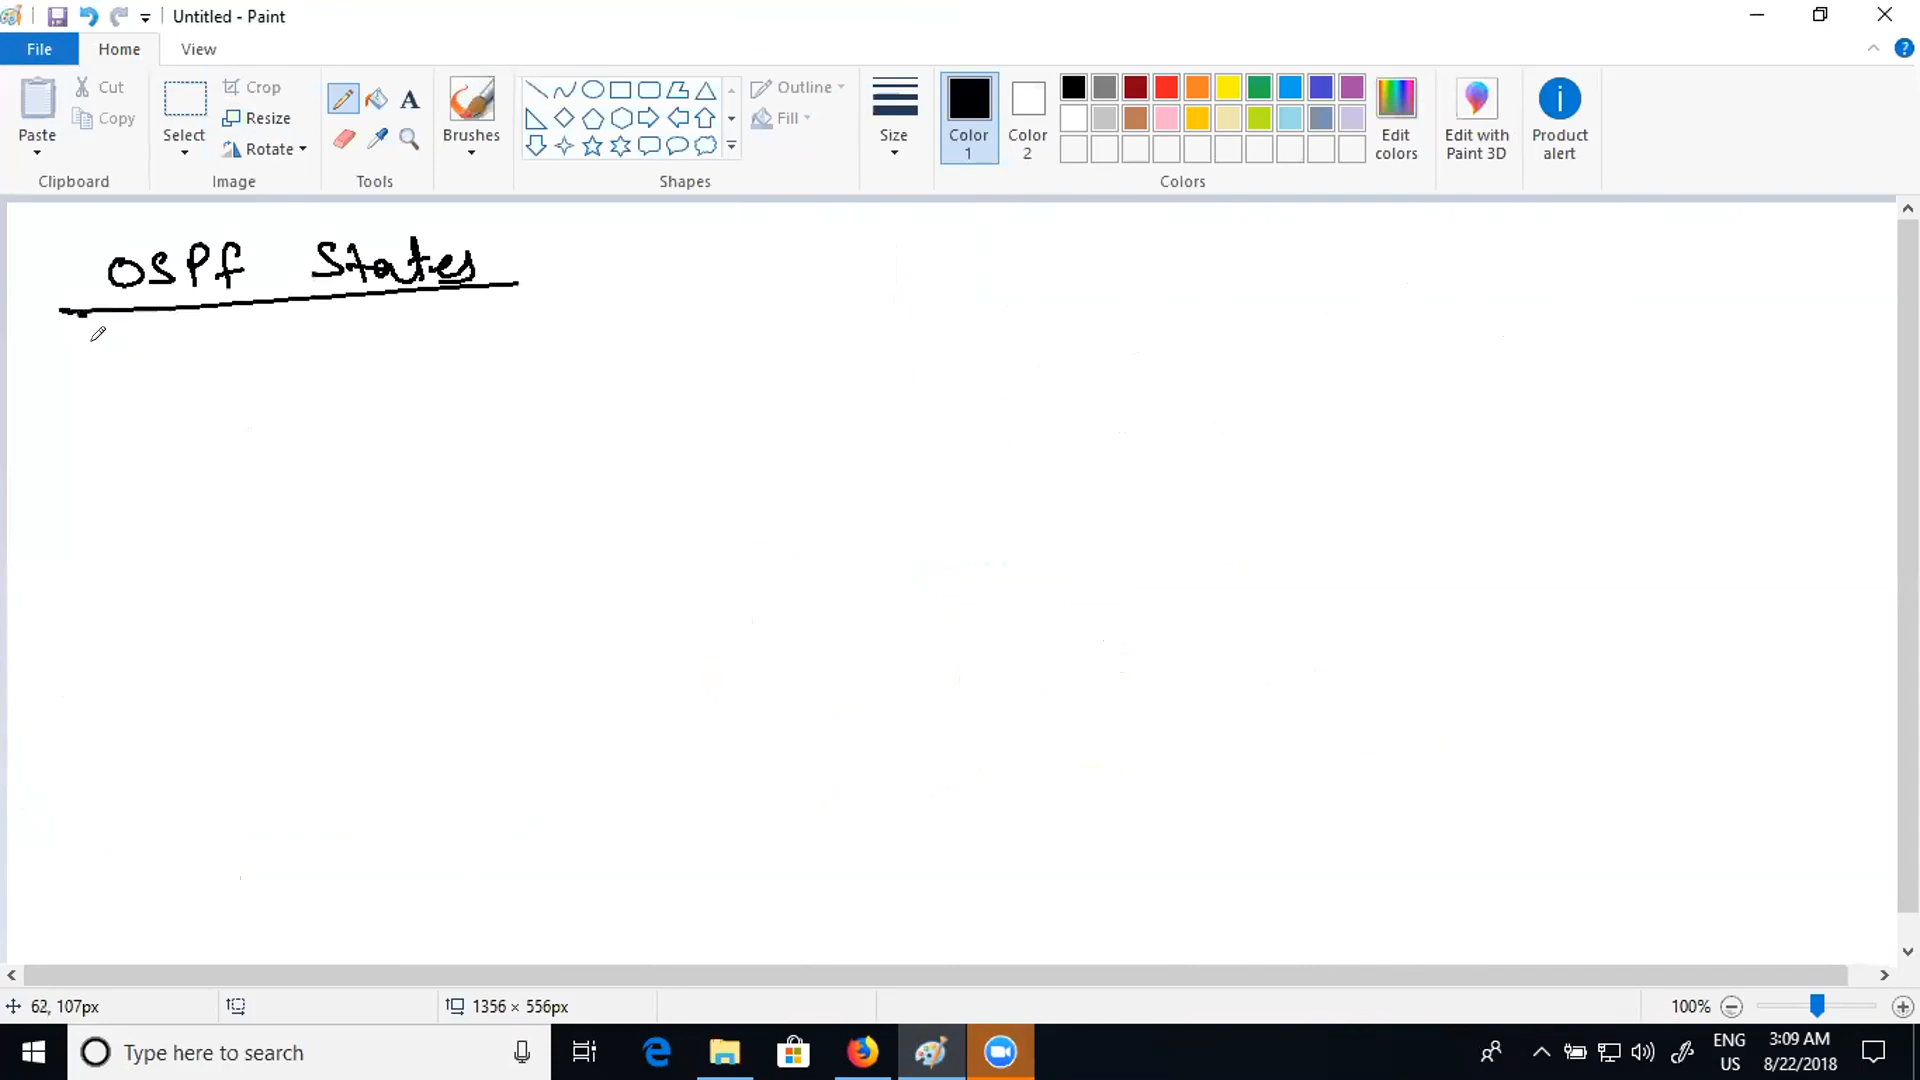 Untitled - Paint
File Home View
Paste
Cut
Copy
Clipboard
Select
Crop
Resize
Rotate
Image
A
Tools
Brushes
Shapes
Outline
Fill
Size
Color 1
Color 2
Edit colors
Colors
Edit with Paint 3D
Product alert
OSPf States
62, 107px
1356 × 556px
100%
Type here to search
ENG
US
3:09 AM
8/22/2018